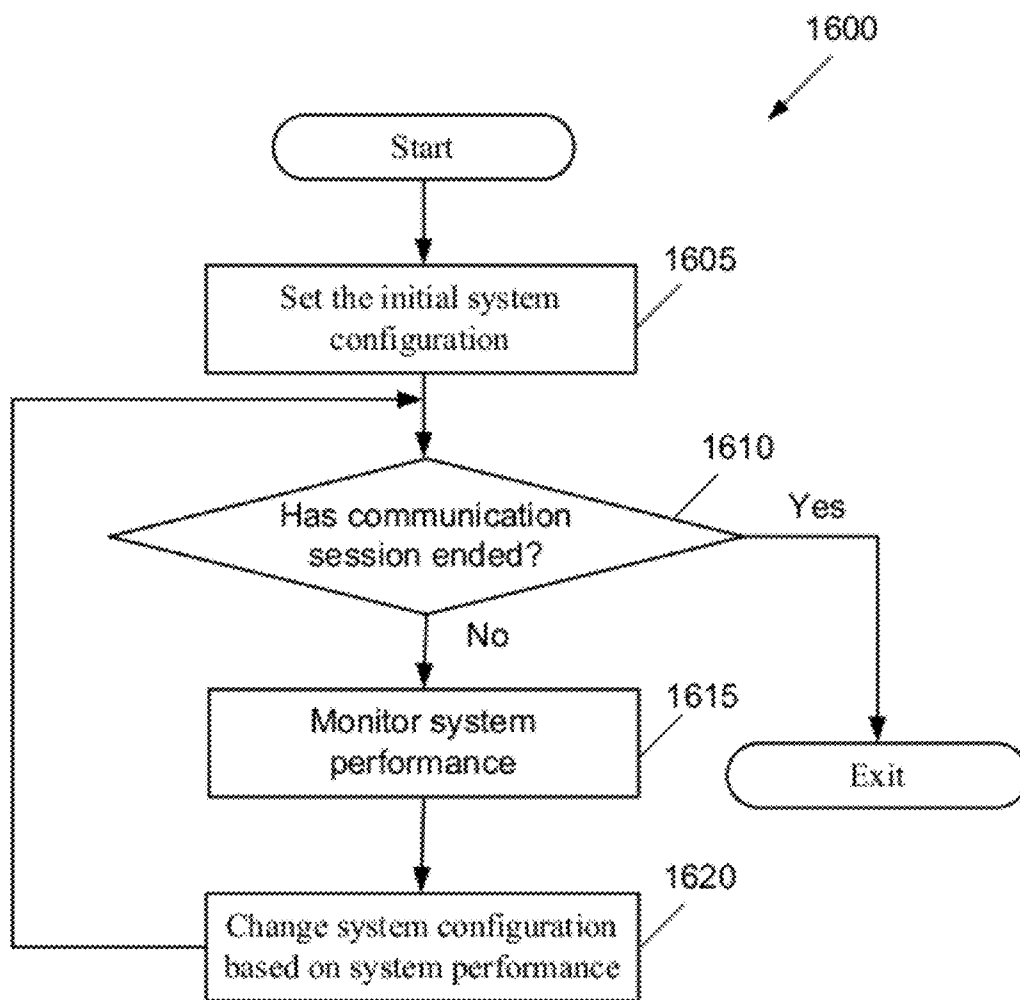 1600
Start
1605
Set the initial system
configuration
1610
Has communication
session ended?
Yes
No
1615
Monitor system
performance
Exit
1620
Change system configuration
based on system performance